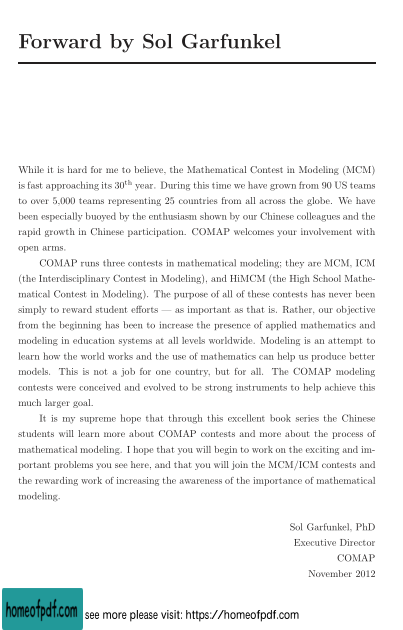 Forward by Sol Garfunkel
While it is hard for me to believe, the Mathematical Contest in Modeling (MCM)
is fast approaching its 30th year. During this time we have grown from 90 US teams
to over 5,000 teams representing 25 countries from all across the globe. We have
been especially buoyed by the enthusiasm shown by our Chinese colleagues and the
rapid growth in Chinese participation. COMAP welcomes your involvement with
open arms.
COMAP runs three contests in mathematical modeling; they are MCM, ICM
(the Interdisciplinary Contest in Modeling), and HiMCM (the High School Mathe-
matical Contest in Modeling). The purpose of all of these contests has never been
simply to reward student efforts — as important as that is. Rather, our objective
from the beginning has been to increase the presence of applied mathematics and
modeling in education systems at all levels worldwide. Modeling is an attempt to
learn how the world works and the use of mathematics can help us produce better
models. This is not a job for one country, but for all. The COMAP modeling
contests were conceived and evolved to be strong instruments to help achieve this
much larger goal.
It is my supreme hope that through this excellent book series the Chinese
students will learn more about COMAP contests and more about the process of
mathematical modeling. I hope that you will begin to work on the exciting and im-
portant problems you see here, and that you will join the MCM/ICM contests and
the rewarding work of increasing the awareness of the importance of mathematical
modeling.
Sol Garfunkel, PhD
Executive Director
COMAP
November 2012
homeofpdf.com see more please visit: https://homeofpdf.com